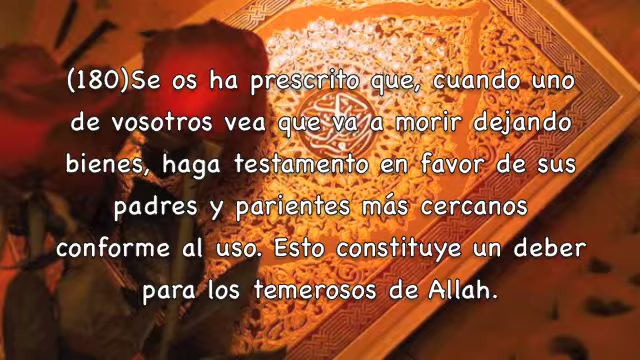 (180)Se os ha prescrito que, cuando uno
de vosotros vea que va a morir dejando
bienes, haga testamento en favor de sus
padres y parientes más cercanos
conforme al uso. Esto constituye un deber
para los temerosos de Allah.